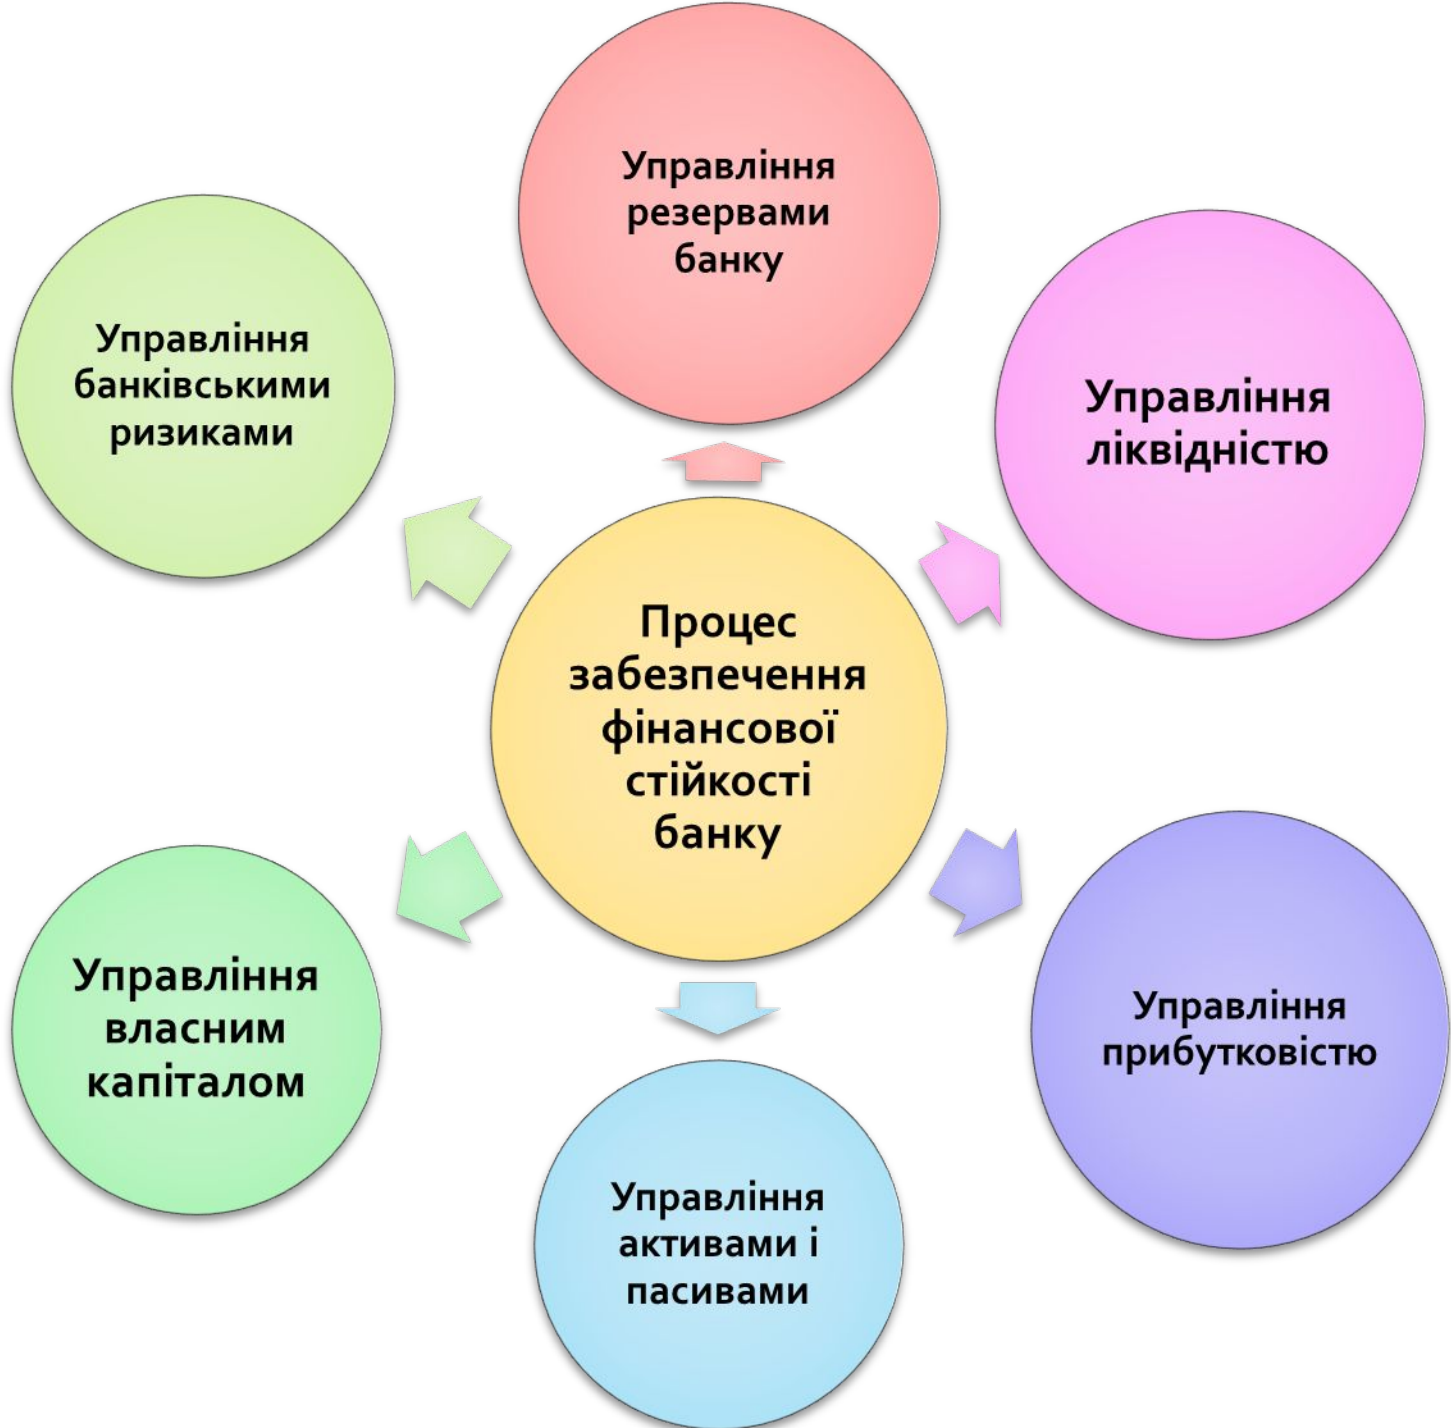 Управління
резервами
банку
Управління
банківськими
ризиками
Управління
ліквідністю
Процес
забезпечення
фінансової
стійкості
банку
Управління
власним
капіталом
Управління
прибутковістю
Управління
активами і
пасивами